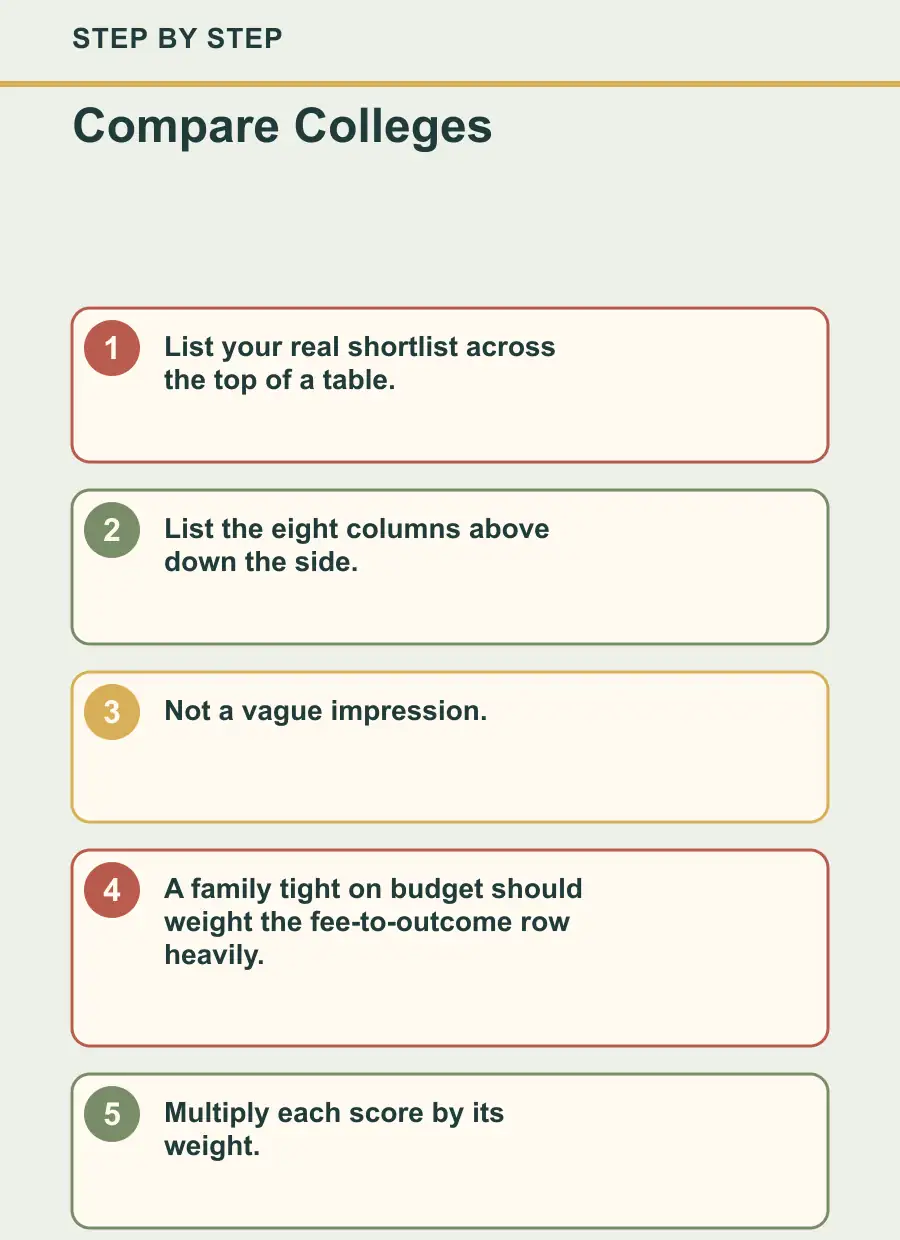 STEP BY STEP
Compare Colleges
1
List your real shortlist across
the top of a table.
2
List the eight columns above
down the side.
3
Not a vague impression.
4
A family tight on budget should
weight the fee-to-outcome row
heavily.
5
Multiply each score by its
weight.